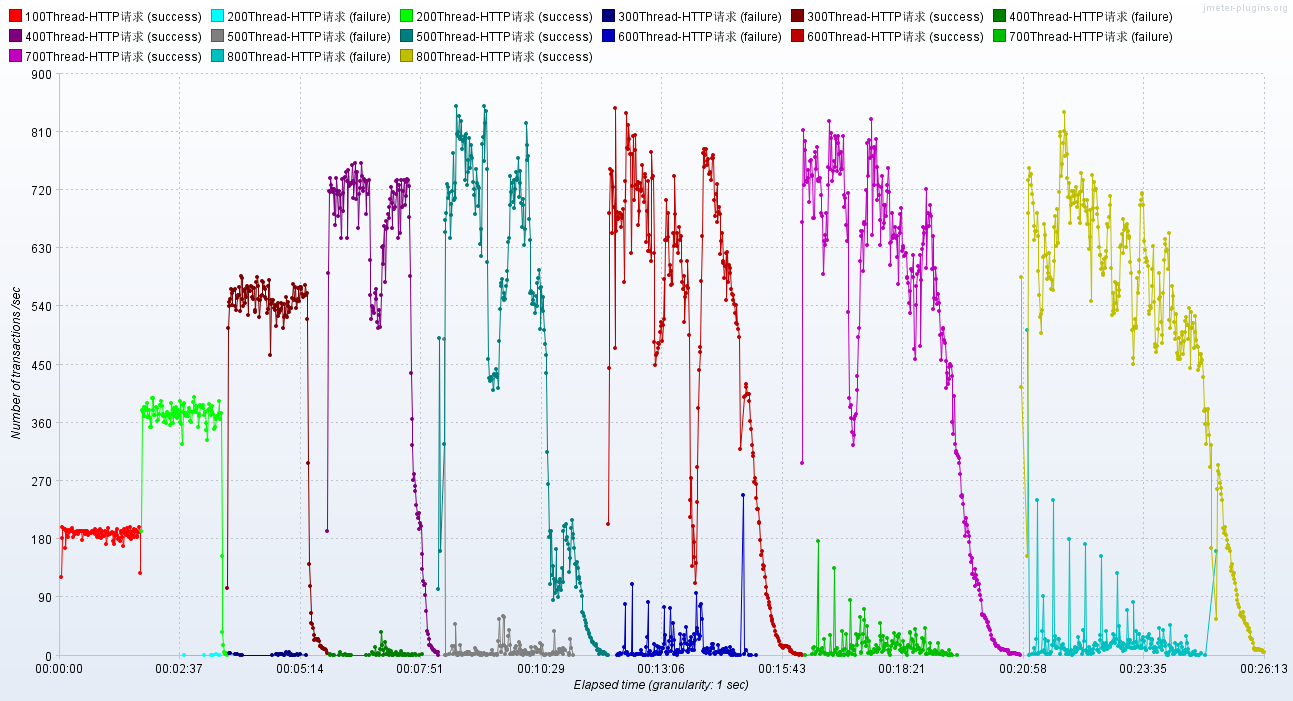 jmeter-plugins.org
100Thread-HTTP请求 (success) 200Thread-HTTP请求 (failure) 200Thread-HTTP请求 (success) 300Thread-HTTP请求 (failure) 300Thread-HTTP请求 (success) 400Thread-HTTP请求 (failure)
400Thread-HTTP请求 (success) 500Thread-HTTP请求 (failure) 500Thread-HTTP请求 (success) 600Thread-HTTP请求 (failure) 600Thread-HTTP请求 (success) 700Thread-HTTP请求 (failure)
700Thread-HTTP请求 (success) 800Thread-HTTP请求 (failure) 800Thread-HTTP请求 (success)
Number of transactions /sec
900
810
720
630
540
450
360
270
180
90
0
00:00:00 00:02:37 00:05:14 00:07:51 00:10:29 00:13:06 00:15:43 00:18:21 00:20:58 00:23:35 00:26:13
Elapsed time (granularity: 1 sec)